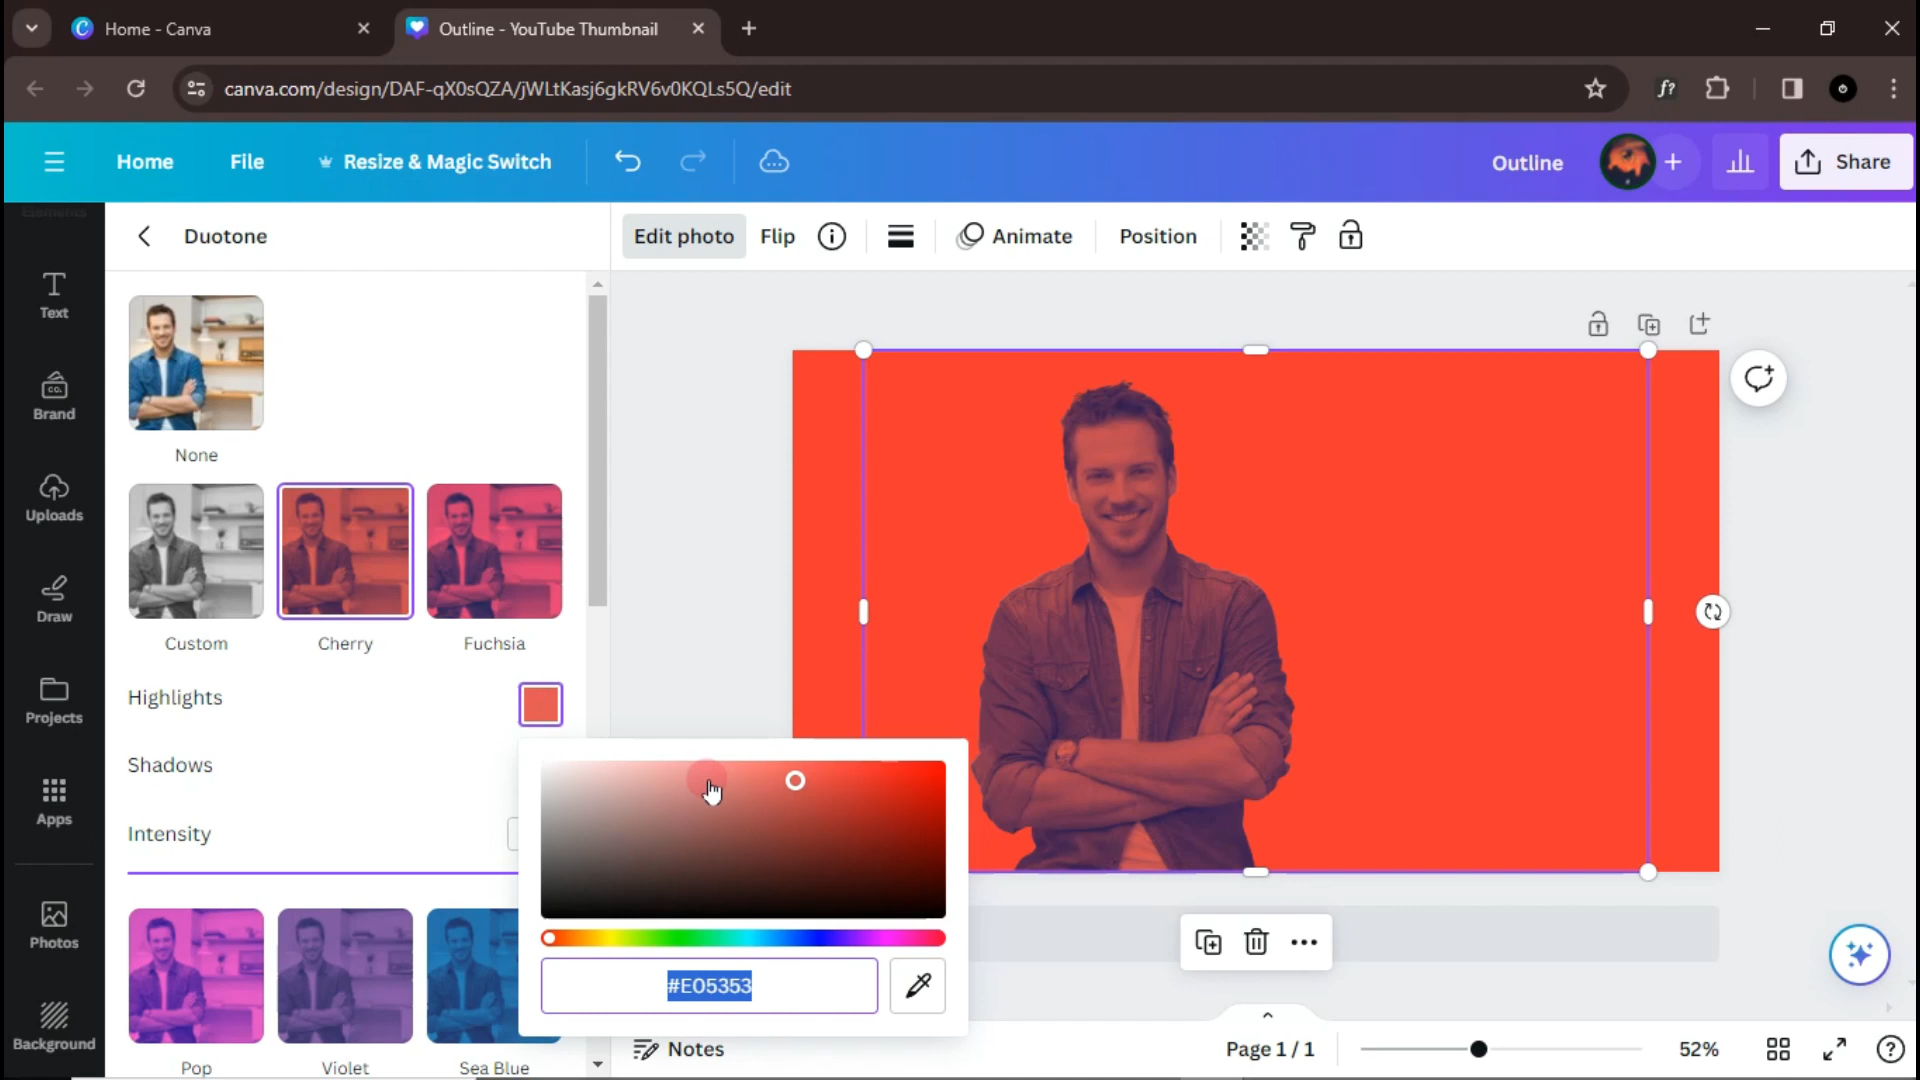 Home - Canva
Outline - YouTube Thumbnail
canva.com/design/DAF-qX0sQZA/jWLtKasj6gkRV6v0KQLs5Q/edit
f?
Home
File
Resize & Magic Switch
Outline
Share
Elements
Duotone
Edit photo
Flip
Animate
Position
Text
CO.
Brand
Uploads
Draw
Projects
Apps
Photos
Background
None
Custom
Cherry
Fuchsia
Highlights
Shadows
Intensity
#E05353
Pop
Violet
Sea Blue
Notes
Page 1 / 1
52%